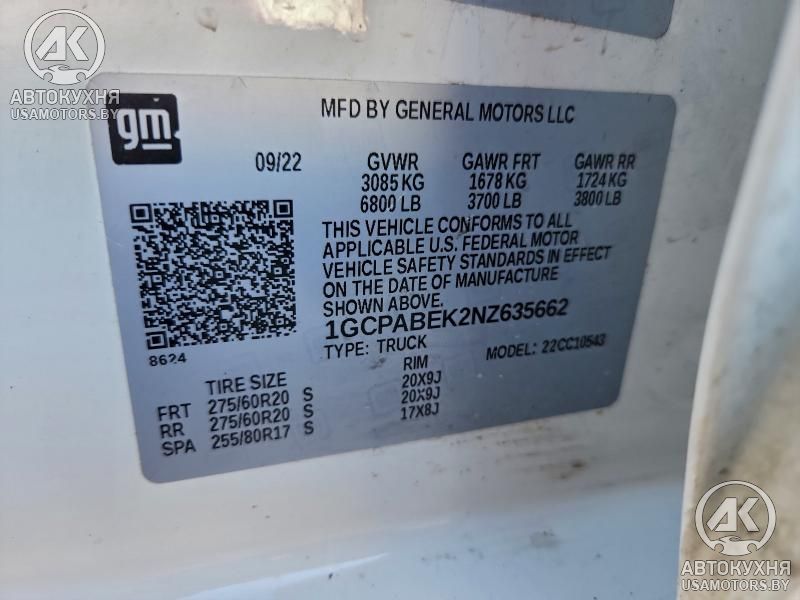 АК
АВТОКУХНЯ
USAMOTORS.BY
gm
MFD BY GENERAL MOTORS LLC
09/22 GVWR GAWR FRT GAWR RR
3085 KG 1678 KG 1724 KG
6800 LB 3700 LB 3800 LB
THIS VEHICLE CONFORMS TO ALL
APPLICABLE U.S. FEDERAL MOTOR
VEHICLE SAFETY STANDARDS IN EFFECT
ON THE DATE OF MANUFACTURE
SHOWN ABOVE.
1GCPABEK2NZ635662
8624 TYPE: TRUCK MODEL: 22CC10543
TIRE SIZE RIM
FRT 275/60R20 S 20X9J
RR 275/60R20 S 20X9J
SPA 255/80R17 S 17X8J
АК
АВТОКУХНЯ
USAMOTORS.BY